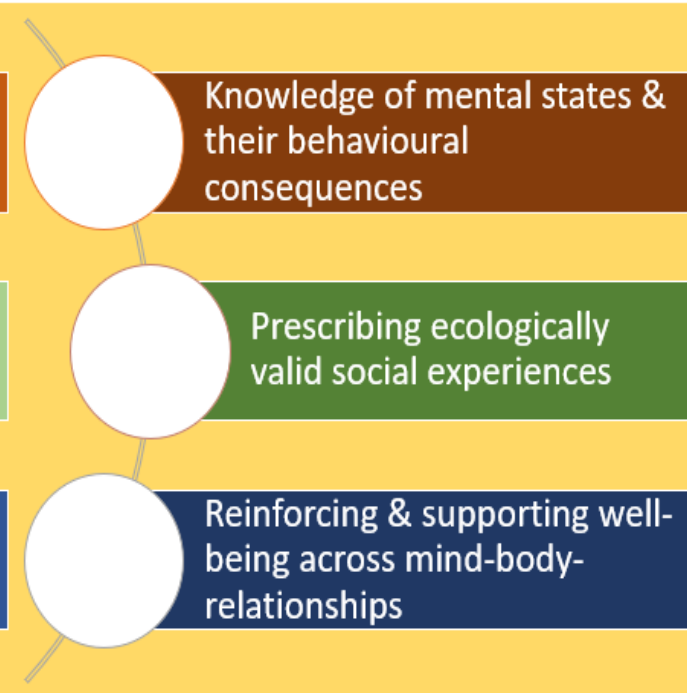 Knowledge of mental states &
their behavioural
consequences
Prescribing ecologically
valid social experiences
Reinforcing & supporting well-
being across mind-body-
relationships